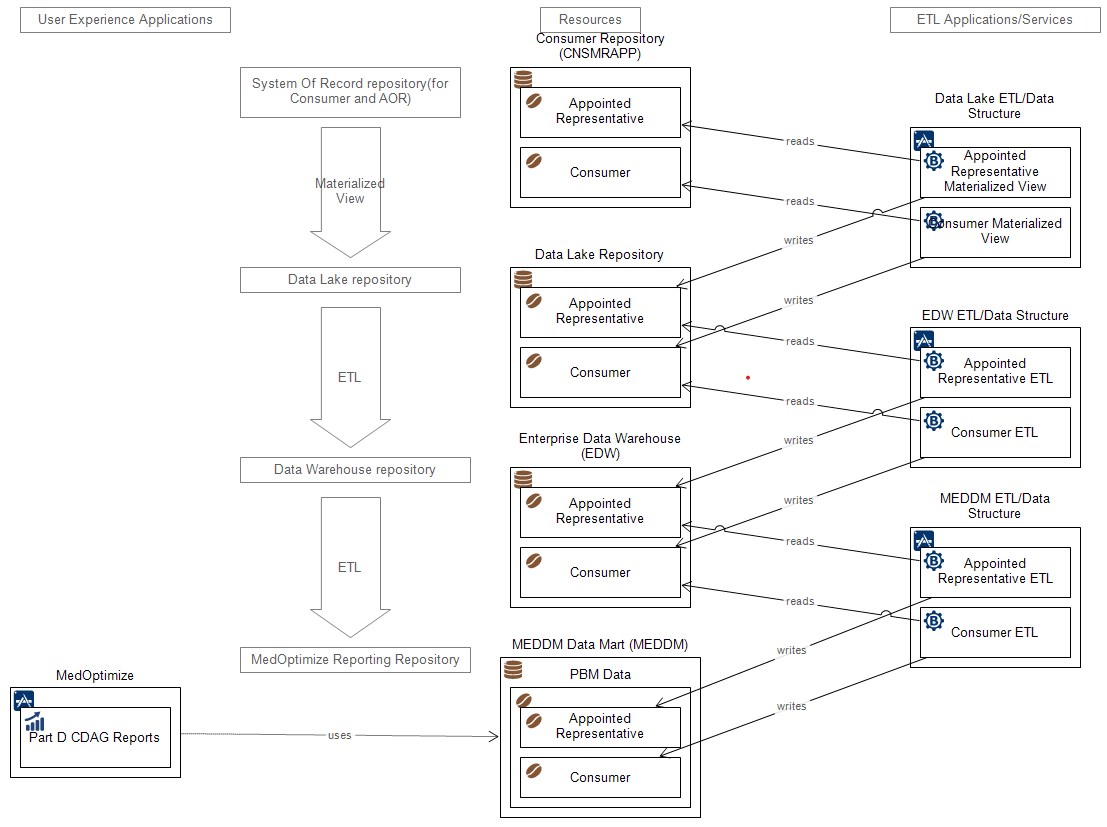 User Experience Applications
Resources
ETL Applications/Services
Consumer Repository
(CNSMRAPP)
System Of Record repository(for
Consumer and AOR)
Appointed
Representative
Consumer
Data Lake ETL/Data
Structure
Appointed
Representative
Materialized View
Consumer Materialized
View
reads
reads
writes
writes
Materialized
View
Data Lake repository
Data Lake Repository
Appointed
Representative
Consumer
EDW ETL/Data Structure
Appointed
Representative ETL
Consumer ETL
reads
reads
writes
writes
ETL
Data Warehouse repository
Enterprise Data Warehouse
(EDW)
Appointed
Representative
Consumer
MEDDM ETL/Data
Structure
Appointed
Representative ETL
Consumer ETL
reads
reads
writes
writes
ETL
MedOptimize Reporting Repository
MEDDM Data Mart (MEDDM)
PBM Data
Appointed
Representative
Consumer
MedOptimize
Part D CDAG Reports
uses